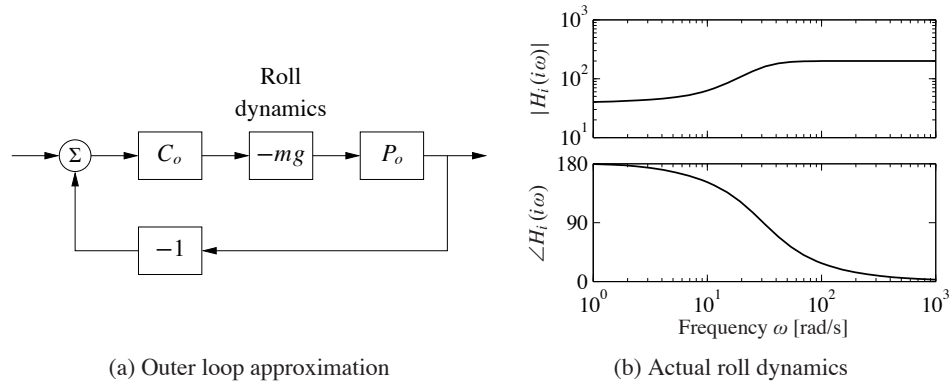 Roll
dynamics
Σ
C_o
−mg
P_o
−1
(a) Outer loop approximation
|H_i(iω)|
10^3
10^2
10^1
∠H_i(iω)
180
90
0
10^0
10^1
10^2
10^3
Frequency ω [rad/s]
(b) Actual roll dynamics